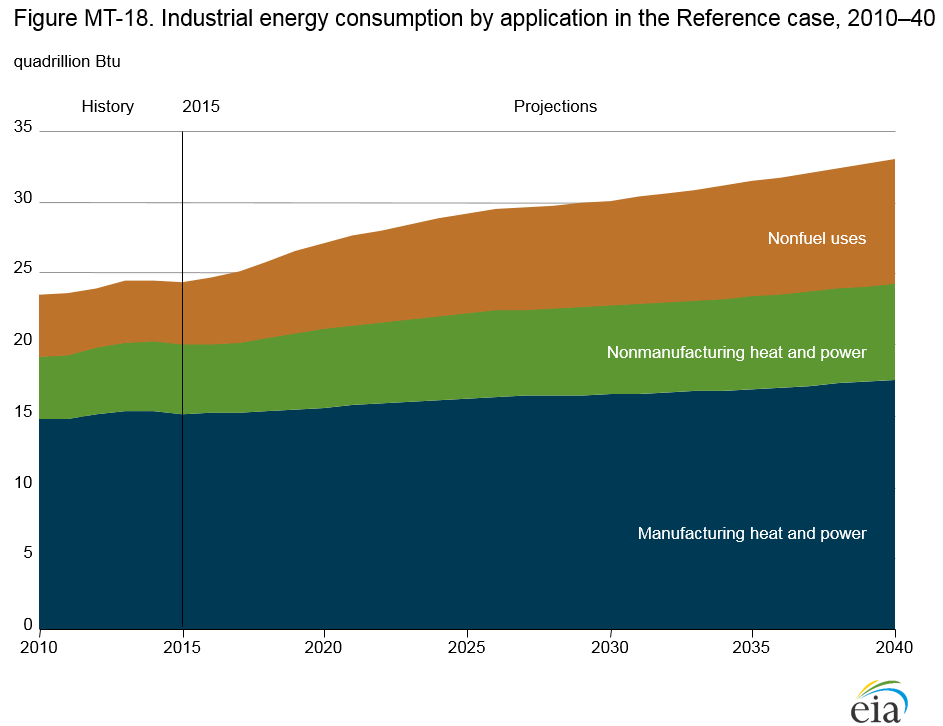 Figure MT-18. Industrial energy consumption by application in the Reference case, 2010–40
quadrillion Btu
History 2015 Projections
35
30
25
Nonfuel uses
20
Nonmanufacturing heat and power
15
10
Manufacturing heat and power
5
0
2010 2015 2020 2025 2030 2035 2040
eia